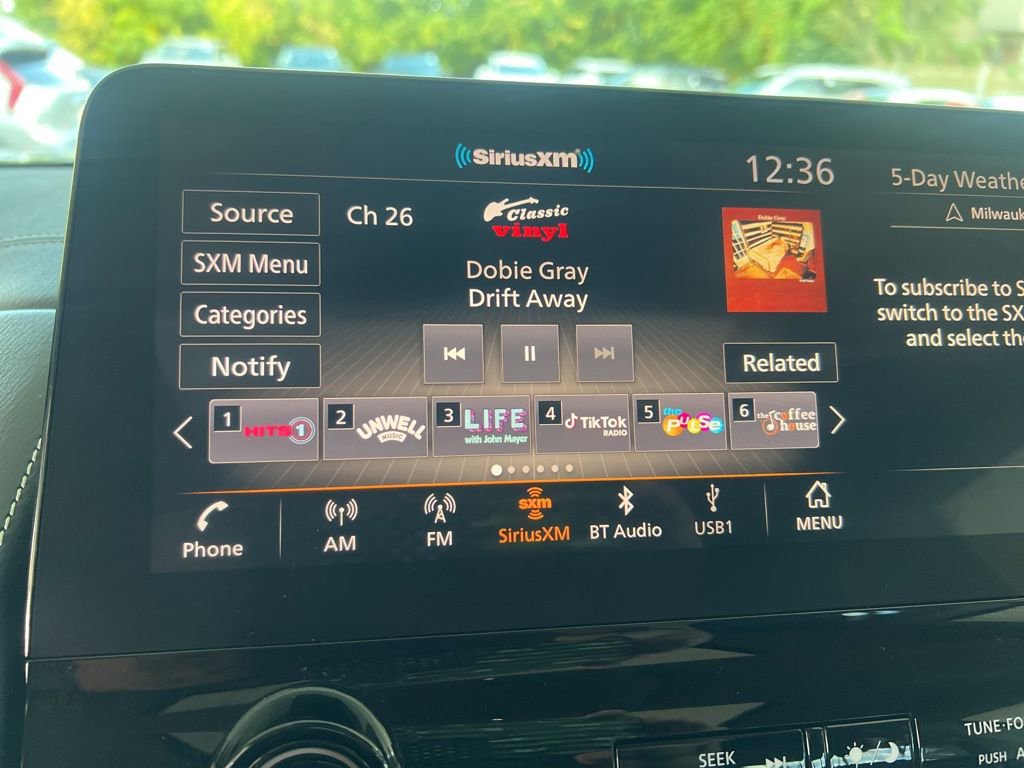 SiriusXM
12:36
5-Day Weathe
Milwauk
Source
Ch 26
Classic
vinyl
Dobie Gray
SXM Menu
Dobie Gray
Drift Away
Categories
To subscribe to S
switch to the SX
and select the
Notify
Related
1 HITS 1
2 UNWELL
MUSIC
3 LIFE
with John Mayer
4 TikTok
RADIO
5 the
PULSE
6 the Coffee
House
Phone
AM
FM
sxm
SiriusXM
BT Audio
USB1
MENU
SEEK
TUNE·FO
PUSH A